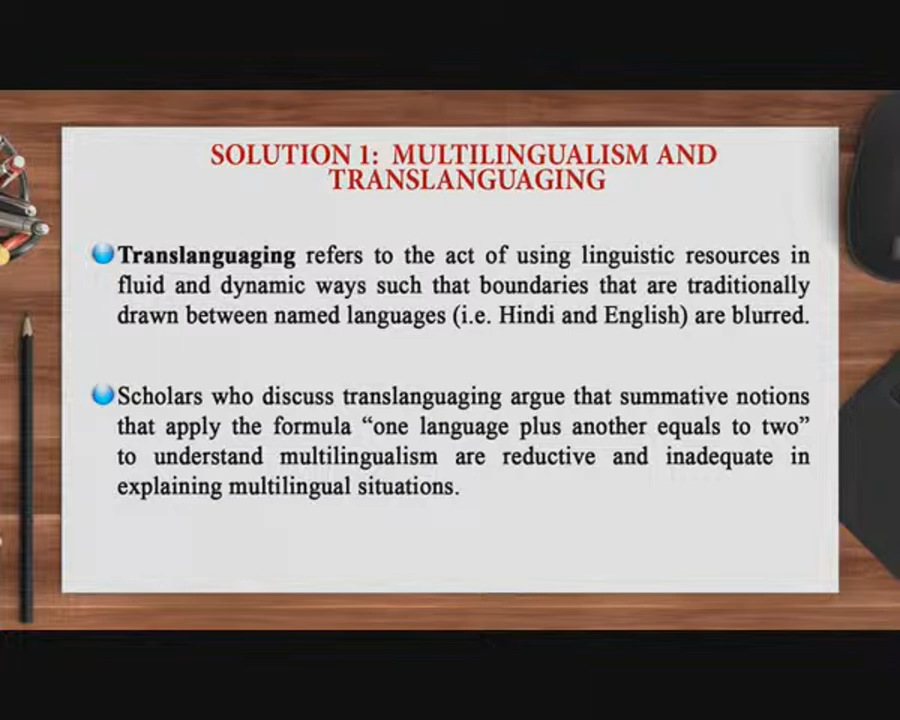 SOLUTION 1: MULTILINGUALISM AND
TRANSLANGUAGING
Translanguaging refers to the act of using linguistic resources in
fluid and dynamic ways such that boundaries that are traditionally
drawn between named languages (i.e. Hindi and English) are blurred.
Scholars who discuss translanguaging argue that summative notions
that apply the formula “one language plus another equals to two”
to understand multilingualism are reductive and inadequate in
explaining multilingual situations.